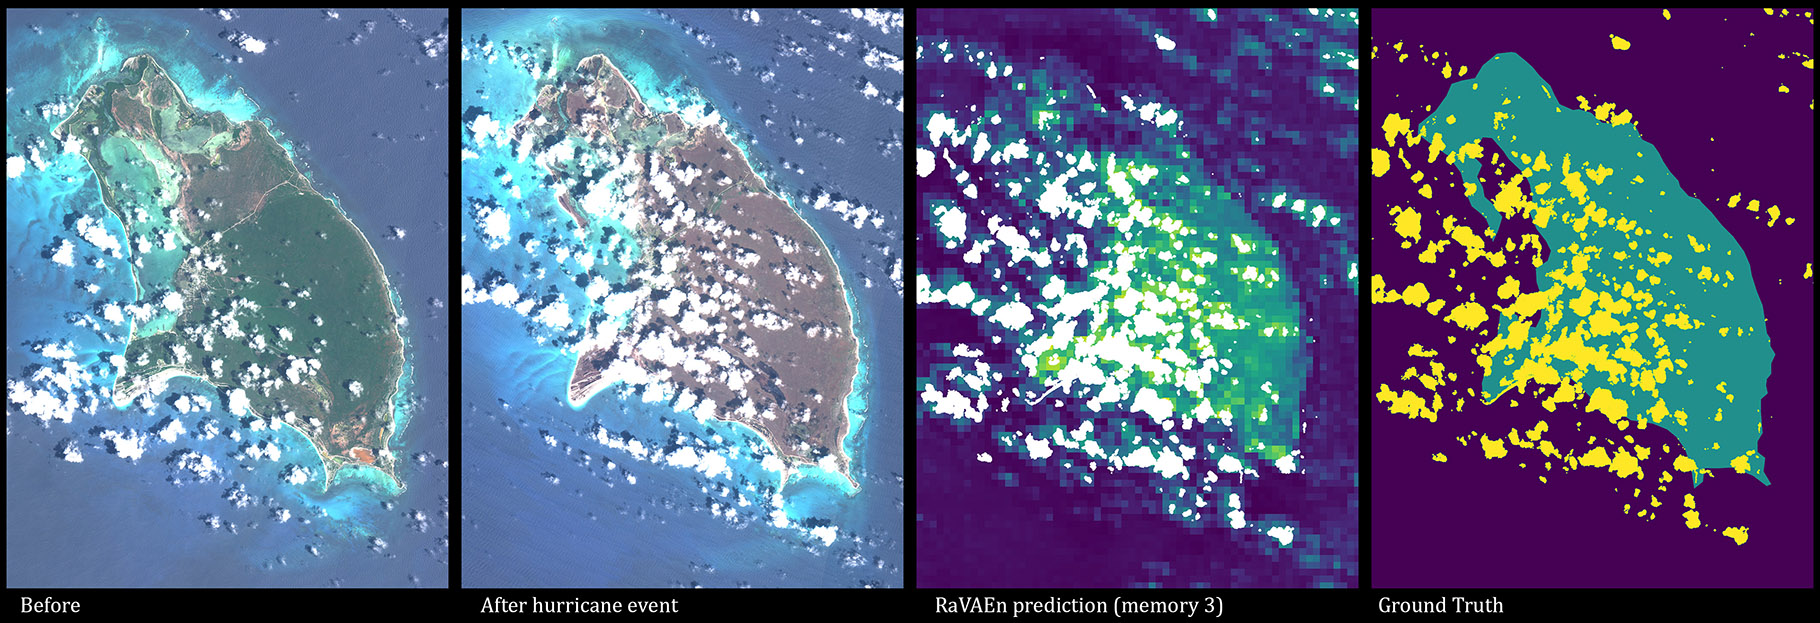 Before
After hurricane event
RaVAEn prediction (memory 3)
Ground Truth